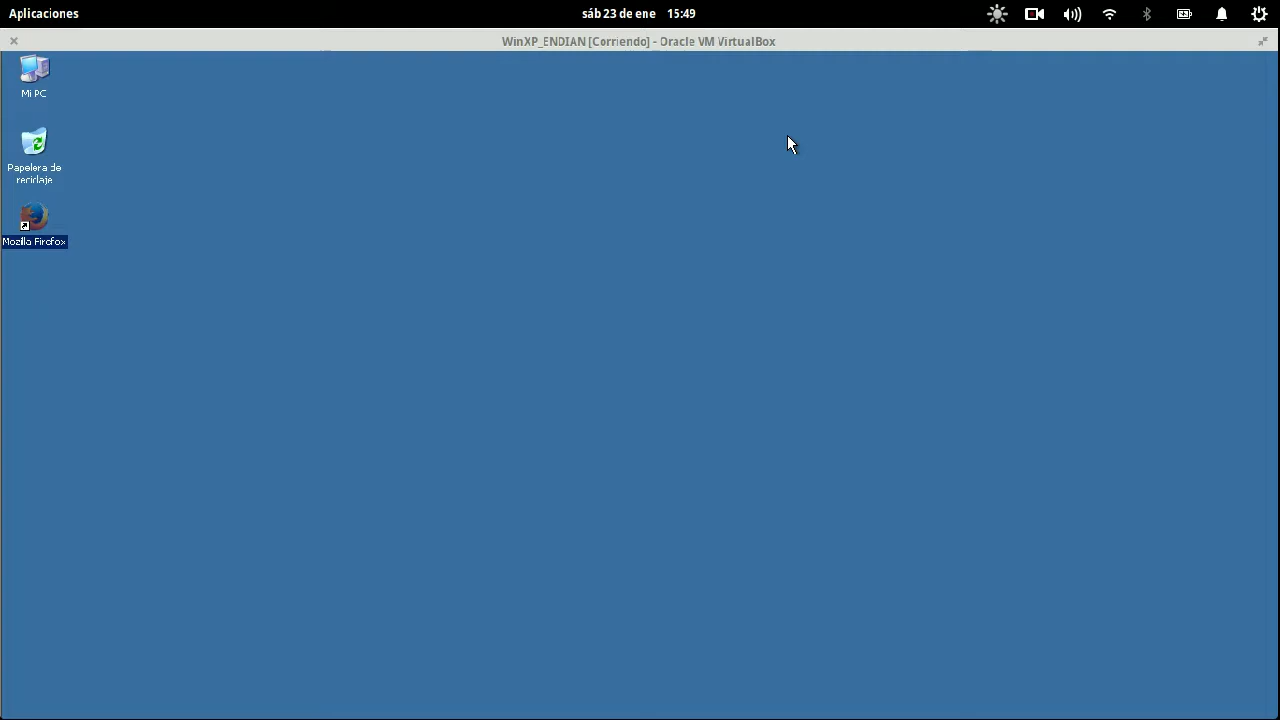 Aplicaciones
sáb 23 de ene 15:49
WinXP_ENDIAN [Corriendo] - Oracle VM VirtualBox
Mi PC
Papelera de
reciclaje
Mozilla Firefox